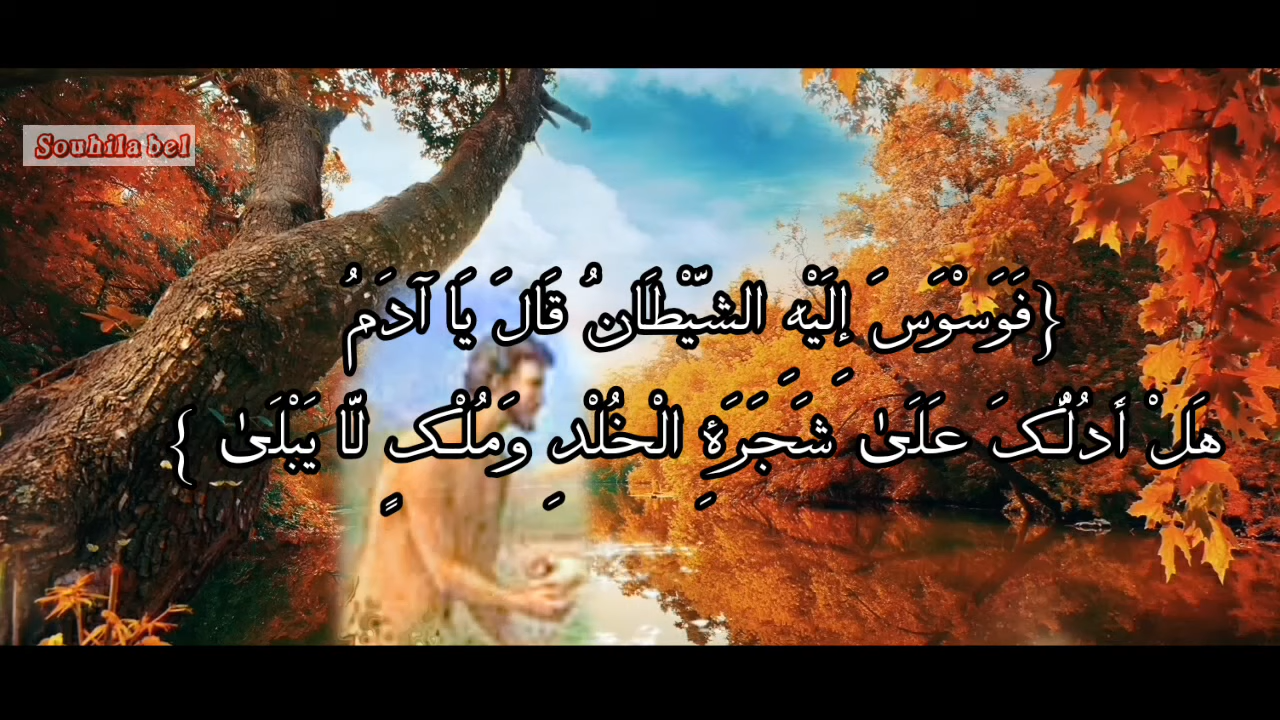 Souhila bel
{فَوَسْوَسَ إِلَيْهِ الشَّيْطَانُ قَالَ يَا آدَمُ
هَلْ أَدُلُّكَ عَلَىٰ شَجَرَةِ الْخُلْدِ وَمُلْكٍ لَّا يَبْلَىٰ }